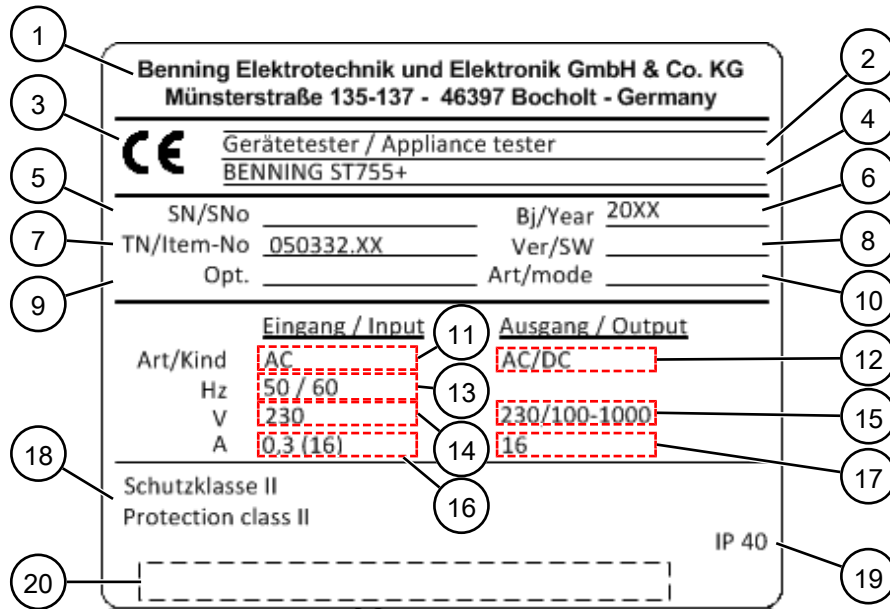 1
Benning Elektrotechnik und Elektronik GmbH & Co. KG
Münsterstraße 135-137 - 46397 Bocholt - Germany
2
3
CE
Gerätetester / Appliance tester
4
BENNING ST755+
5
SN/SNo
Bj/Year 20XX
6
7
TN/Item-No 050332.XX
Ver/SW
8
9
Opt.
Art/mode
10
Eingang / Input
11
Ausgang / Output
Art/Kind
AC
AC/DC
12
Hz
50 / 60
13
V
230
14
230/100-1000
15
A
0,3 (16)
16
16
17
18
Schutzklasse II
Protection class II
IP 40
19
20